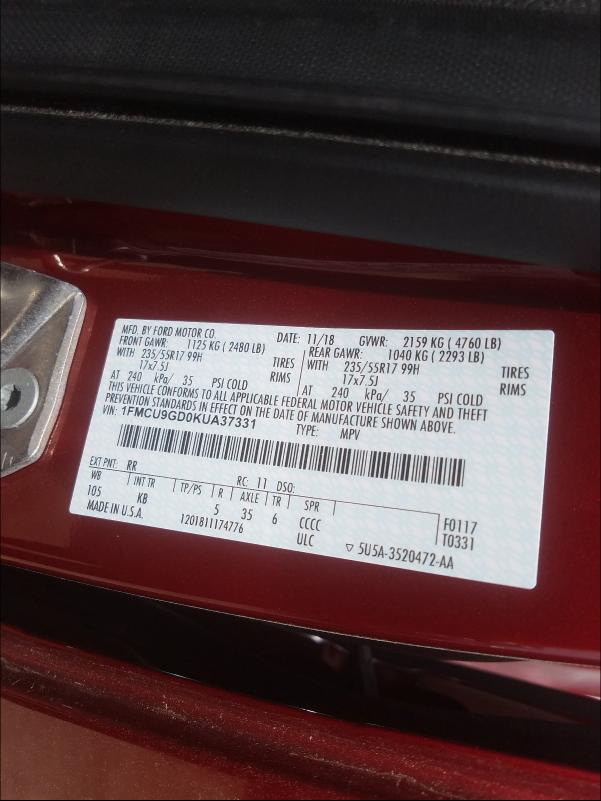 MFD. BY FORD MOTOR CO. DATE: 11/18 GVWR: 2159 KG ( 4760 LB)
FRONT GAWR: 1125 KG ( 2480 LB) REAR GAWR: 1040 KG ( 2293 LB)
WITH 235/55R17 99H TIRES WITH 235/55R17 99H TIRES
17x7.5J RIMS 17x7.5J RIMS
AT 240 kPa/ 35 PSI COLD AT 240 kPa/ 35 PSI COLD
THIS VEHICLE CONFORMS TO ALL APPLICABLE FEDERAL MOTOR VEHICLE SAFETY AND THEFT
PREVENTION STANDARDS IN EFFECT ON THE DATE OF MANUFACTURE SHOWN ABOVE.
VIN: 1FMCU9GD0KUA37331 TYPE: MPV
EXT PNT: RR RC: 11 DSO:
WB INT TR TP/PS R AXLE TR SPR
105 KB 5 35 6 CCCC F0117
MADE IN U.S.A. 1201811174776 ULC T0331
▽ 5U5A-3520472-AA